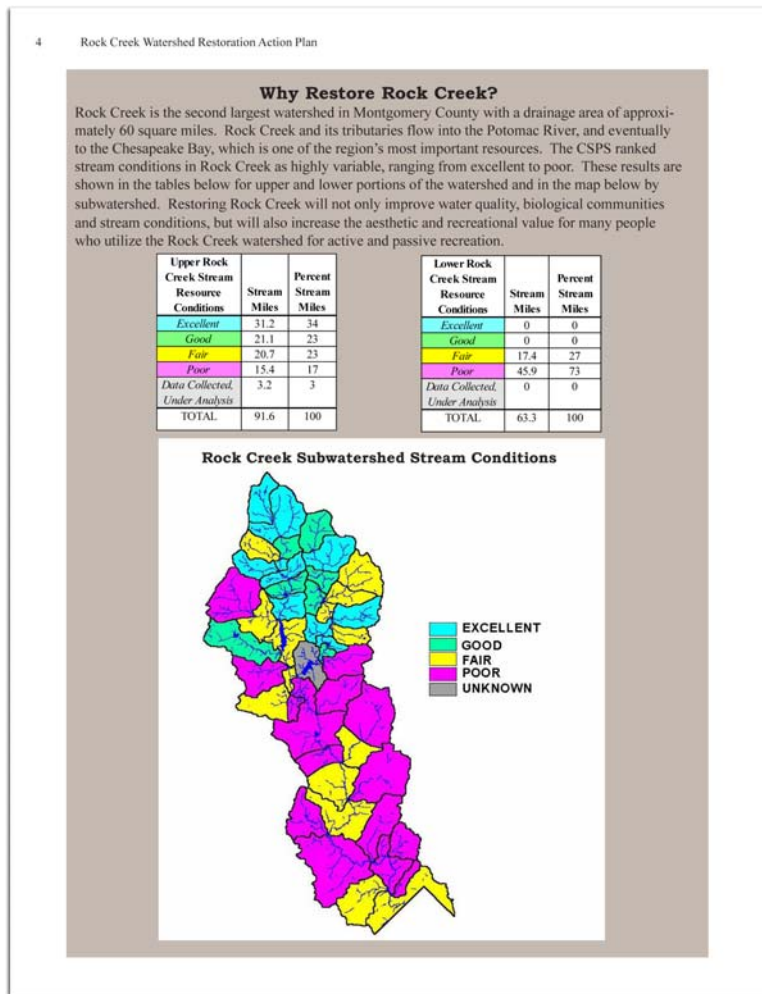 4 Rock Creek Watershed Restoration Action Plan
Why Restore Rock Creek?
Rock Creek is the second largest watershed in Montgomery County with a drainage area of approxi-
mately 60 square miles. Rock Creek and its tributaries flow into the Potomac River, and eventually
to the Chesapeake Bay, which is one of the region's most important resources. The CSPS ranked
stream conditions in Rock Creek as highly variable, ranging from excellent to poor. These results are
shown in the tables below for upper and lower portions of the watershed and in the map below by
subwatershed. Restoring Rock Creek will not only improve water quality, biological communities
and stream conditions, but will also increase the aesthetic and recreational value for many people
who utilize the Rock Creek watershed for active and passive recreation.
Upper Rock
Creek Stream Percent
Resource Stream Stream
Conditions Miles Miles
Excellent 31.2 34
Good 21.1 23
Fair 20.7 23
Poor 15.4 17
Data Collected, 3.2 3
Under Analysis
TOTAL 91.6 100
Lower Rock
Creek Stream Percent
Resource Stream Stream
Conditions Miles Miles
Excellent 0 0
Good 0 0
Fair 17.4 27
Poor 45.9 73
Data Collected, 0 0
Under Analysis
TOTAL 63.3 100
Rock Creek Subwatershed Stream Conditions
EXCELLENT
GOOD
FAIR
POOR
UNKNOWN